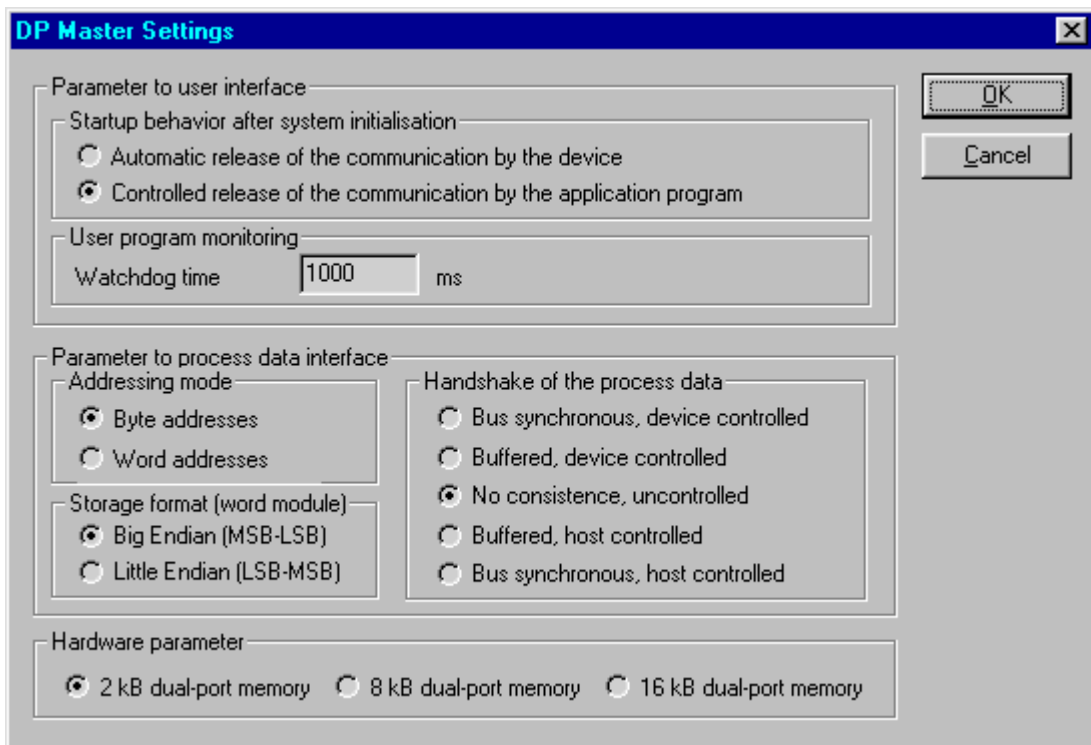 DP Master Settings
Parameter to user interface
Startup behavior after system initialisation
Automatic release of the communication by the device
Controlled release of the communication by the application program
User program monitoring
Watchdog time 1000 ms
OK
Cancel
Parameter to process data interface
Addressing mode
Byte addresses
Word addresses
Storage format (word module)
Big Endian (MSB-LSB)
Little Endian (LSB-MSB)
Handshake of the process data
Bus synchronous, device controlled
Buffered, device controlled
No consistence, uncontrolled
Buffered, host controlled
Bus synchronous, host controlled
Hardware parameter
2 kB dual-port memory 8 kB dual-port memory 16 kB dual-port memory